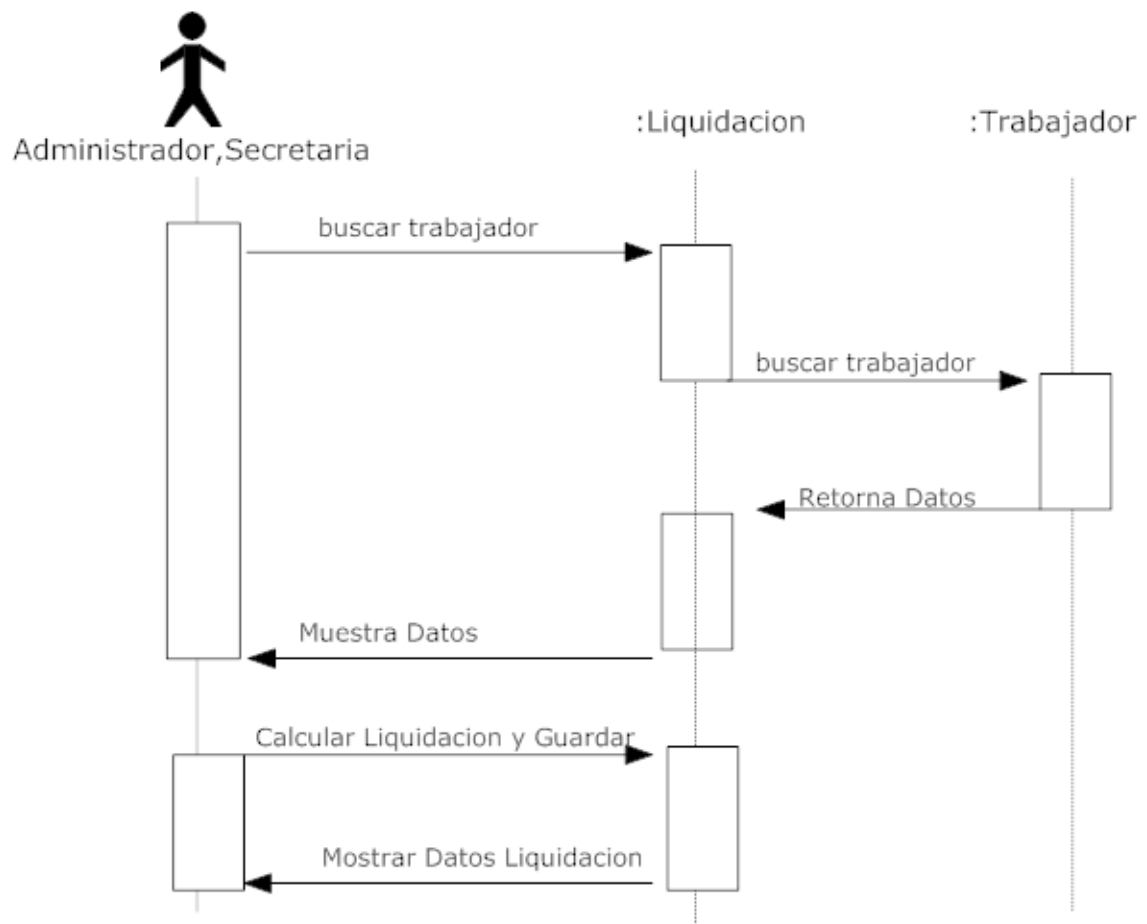 :Liquidacion
:Trabajador
Administrador,Secretaria
buscar trabajador
buscar trabajador
Retorna Datos
Muestra Datos
Calcular Liquidacion y Guardar
Mostrar Datos Liquidacion